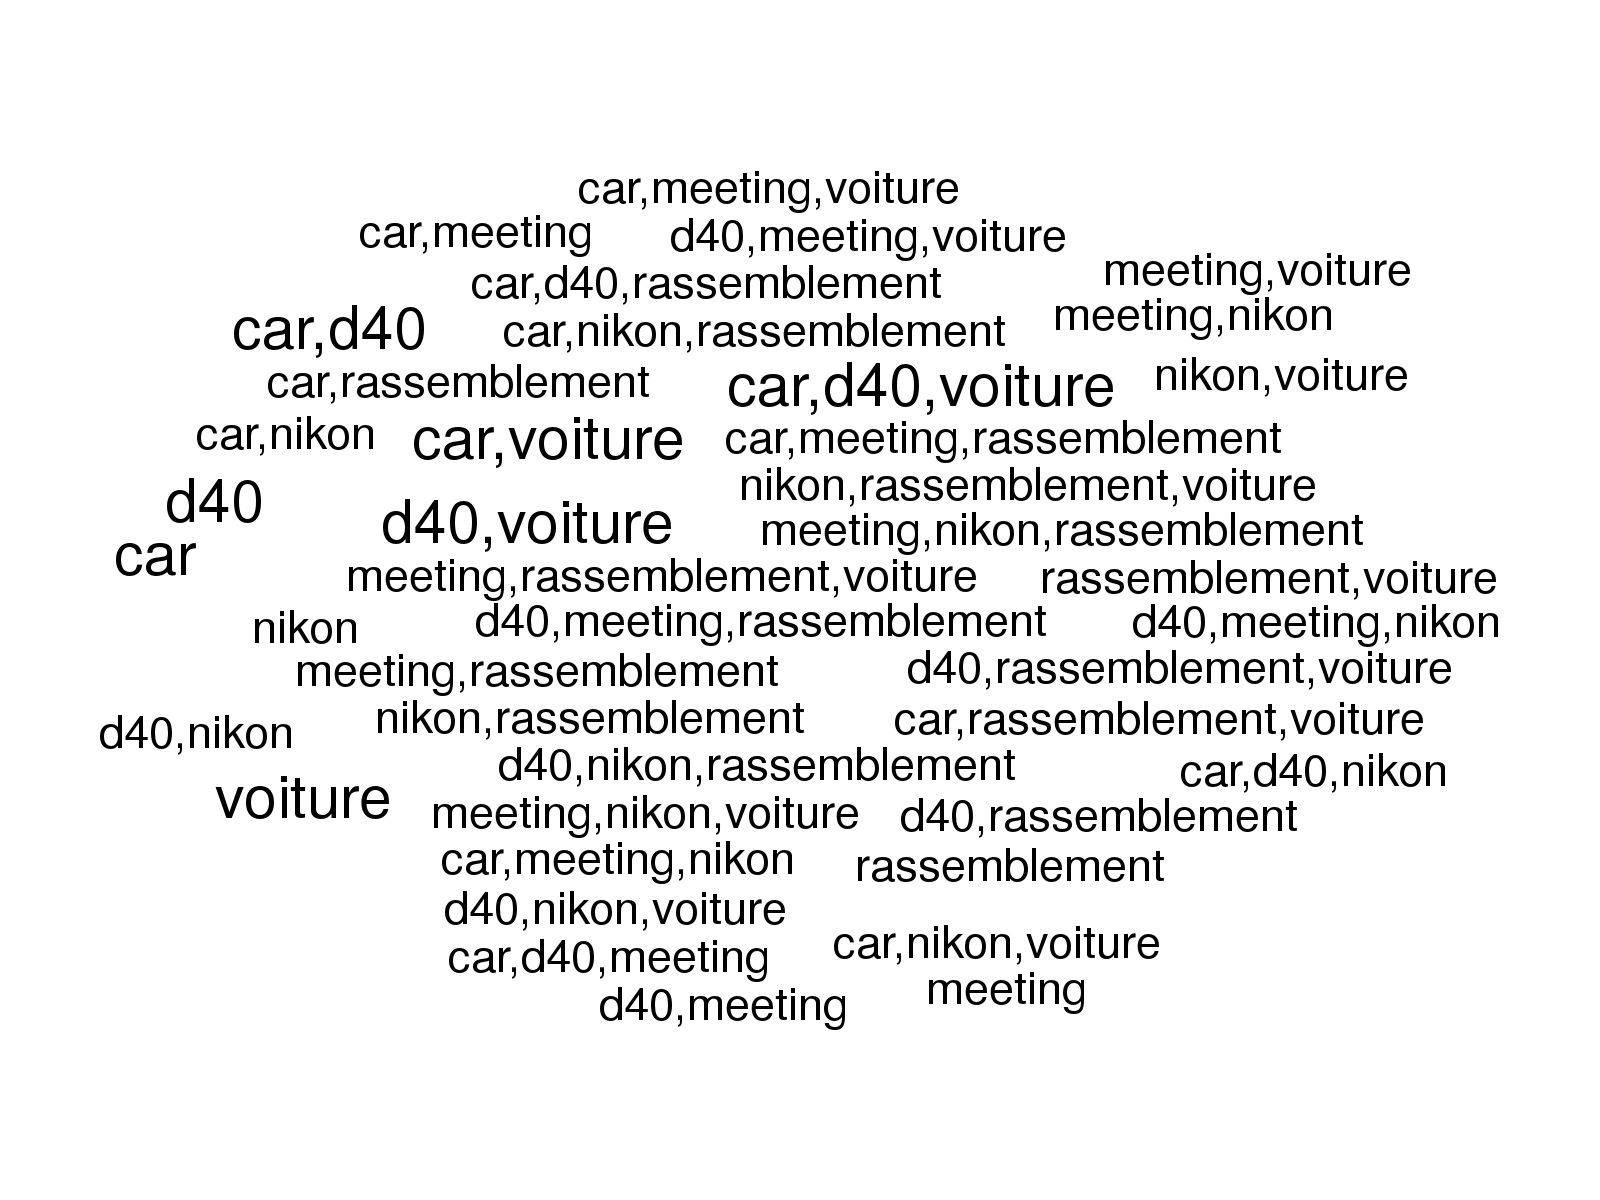 car,meeting,voiture
car,meeting
d40,meeting,voiture
meeting,voiture
car,d40,rassemblement
meeting,nikon
car,d40
car,nikon,rassemblement
car,rassemblement
car,d40,voiture
nikon,voiture
car,nikon
car,voiture
car,meeting,rassemblement
nikon,rassemblement,voiture
d40
d40,voiture
meeting,nikon,rassemblement
car
meeting,rassemblement,voiture
rassemblement,voiture
nikon
d40,meeting,rassemblement
d40,meeting,nikon
meeting,rassemblement
d40,rassemblement,voiture
d40,nikon
nikon,rassemblement
car,rassemblement,voiture
d40,nikon,rassemblement
car,d40,nikon
voiture
meeting,nikon,voiture
d40,rassemblement
car,meeting,nikon
rassemblement
d40,nikon,voiture
car,d40,meeting
car,nikon,voiture
d40,meeting
meeting